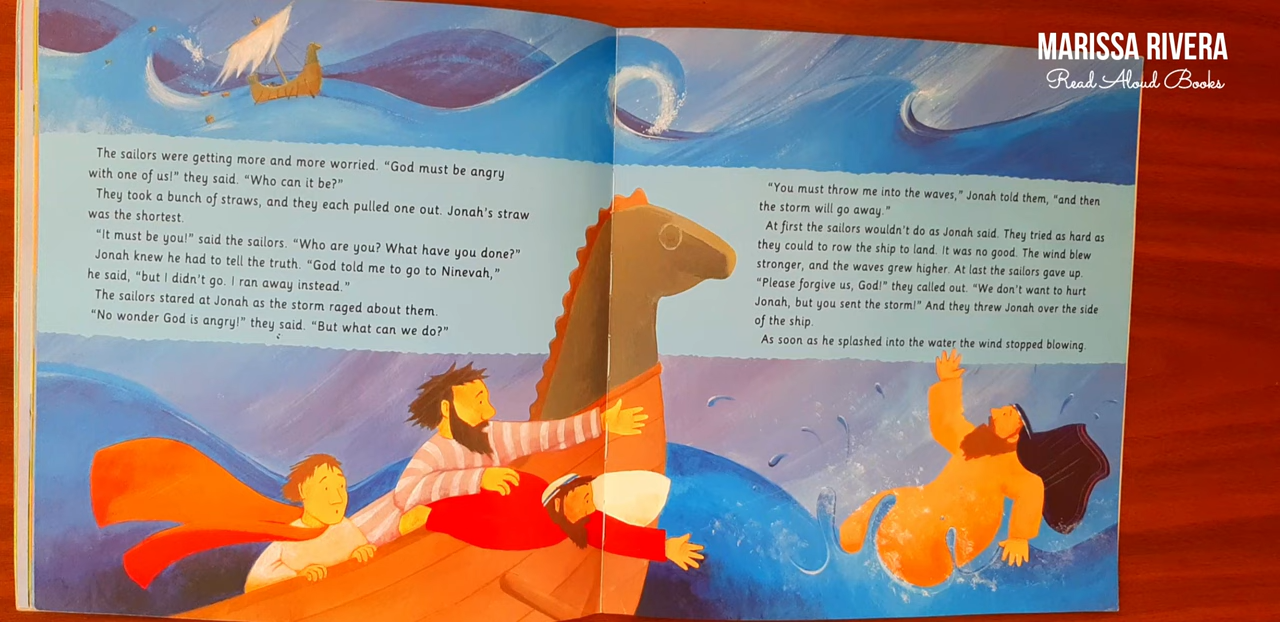 MARISSA RIVERA
Read Aloud Books
The sailors were getting more and more worried. “God must be angry
with one of us!” they said. “Who can it be?”
They took a bunch of straws, and they each pulled one out. Jonah's straw
was the shortest.
“It must be you!” said the sailors. “Who are you? What have you done?”
Jonah knew he had to tell the truth. “God told me to go to Ninevah,”
he said, “but I didn't go. I ran away instead.”
The sailors stared at Jonah as the storm raged about them.
“No wonder God is angry!” they said. “But what can we do?”
“You must throw me into the waves,” Jonah told them, “and then
the storm will go away.”
At first the sailors wouldn't do as Jonah said. They tried as hard as
they could to row the ship to land. It was no good. The wind blew
stronger, and the waves grew higher. At last the sailors gave up.
“Please forgive us, God!” they called out. “We don't want to hurt
Jonah, but you sent the storm!” And they threw Jonah over the side
of the ship.
As soon as he splashed into the water the wind stopped blowing.